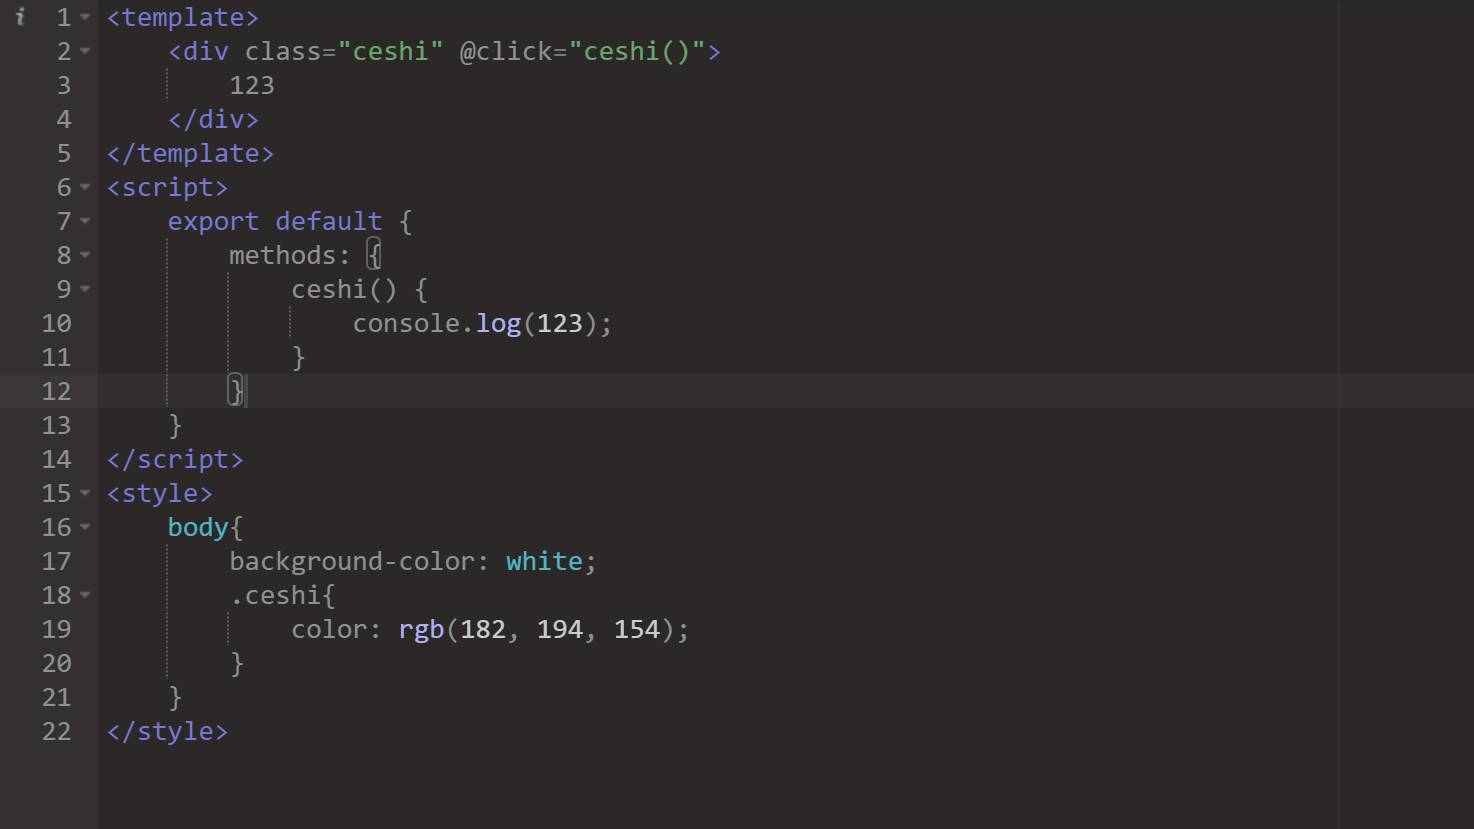 i 1 <template>
2     <div class="ceshi" @click="ceshi()">
3         123
4     </div>
5 </template>
6 <script>
7     export default {
8         methods: {
9             ceshi() {
10                 console.log(123);
11             }
12         }
13     }
14 </script>
15 <style>
16     body{
17         background-color: white;
18         .ceshi{
19             color: rgb(182, 194, 154);
20         }
21     }
22 </style>